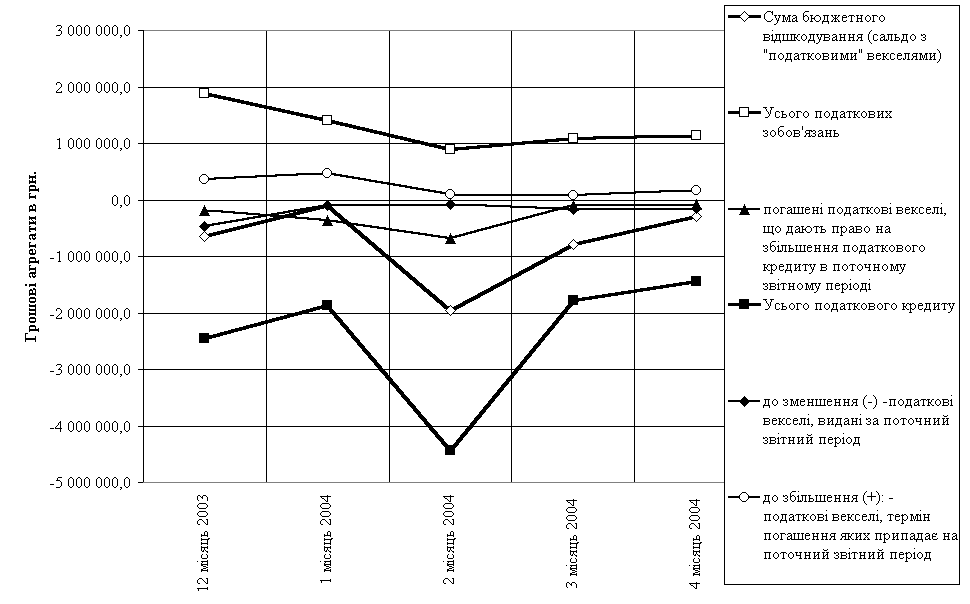 3 000 000,0
2 000 000,0
1 000 000,0
0,0
-1 000 000,0
-2 000 000,0
-3 000 000,0
-4 000 000,0
-5 000 000,0
Грошові агрегати в грн.
12 місяць 2003
1 місяць 2004
2 місяць 2004
3 місяць 2004
4 місяць 2004
Сума бюджетного
відшкодування (сальдо з
"податковими" векселями)
Усього податкових
зобов'язань
погашені податкові векселі,
що дають право на
збільшення податкового
кредиту в поточному
звітному періоді
Усього податкового кредиту
до зменшення (-) -податкові
векселі, видані за поточний
звітний період
до збільшення (+): -
податкові векселі, термін
погашення яких припадає на
поточний звітний період